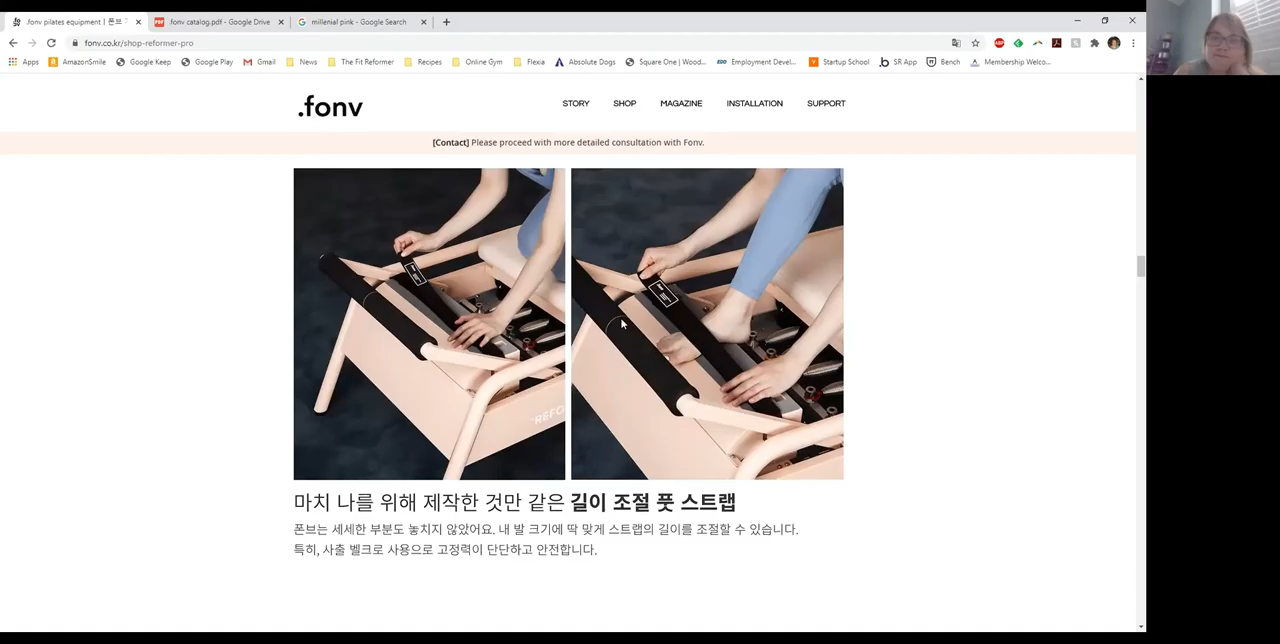 .fonv pilates equipment | 폰브
.fonv catalog.pdf - Google Drive
millenial pink - Google Search
fonv.co.kr/shop-reformer-pro
Apps AmazonSmile Google Keep Google Play Gmail News The Fit Reformer Recipes Online Gym Flexia Absolute Dogs Square One | Wood... Employment Devel... Startup School SR App Bench Membership Welco...
.fonv STORY SHOP MAGAZINE INSTALLATION SUPPORT
[Contact] Please proceed with more detailed consultation with Fonv.
마치 나를 위해 제작한 것만 같은 길이 조절 풋 스트랩
폰브는 세세한 부분도 놓치지 않았어요. 내 발 크기에 딱 맞게 스트랩의 길이를 조절할 수 있습니다.
특히, 사출 벨크로 사용으로 고정력이 단단하고 안전합니다.